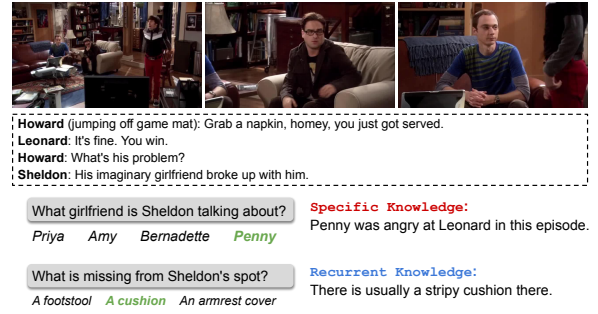 Howard (jumping off game mat): Grab a napkin, homey, you just got served.
Leonard: It's fine. You win.
Howard: What's his problem?
Sheldon: His imaginary girlfriend broke up with him.
What girlfriend is Sheldon talking about?
Priya Amy Bernadette Penny
Specific Knowledge:
Penny was angry at Leonard in this episode.
What is missing from Sheldon's spot?
A footstool A cushion An armrest cover
Recurrent Knowledge:
There is usually a stripy cushion there.